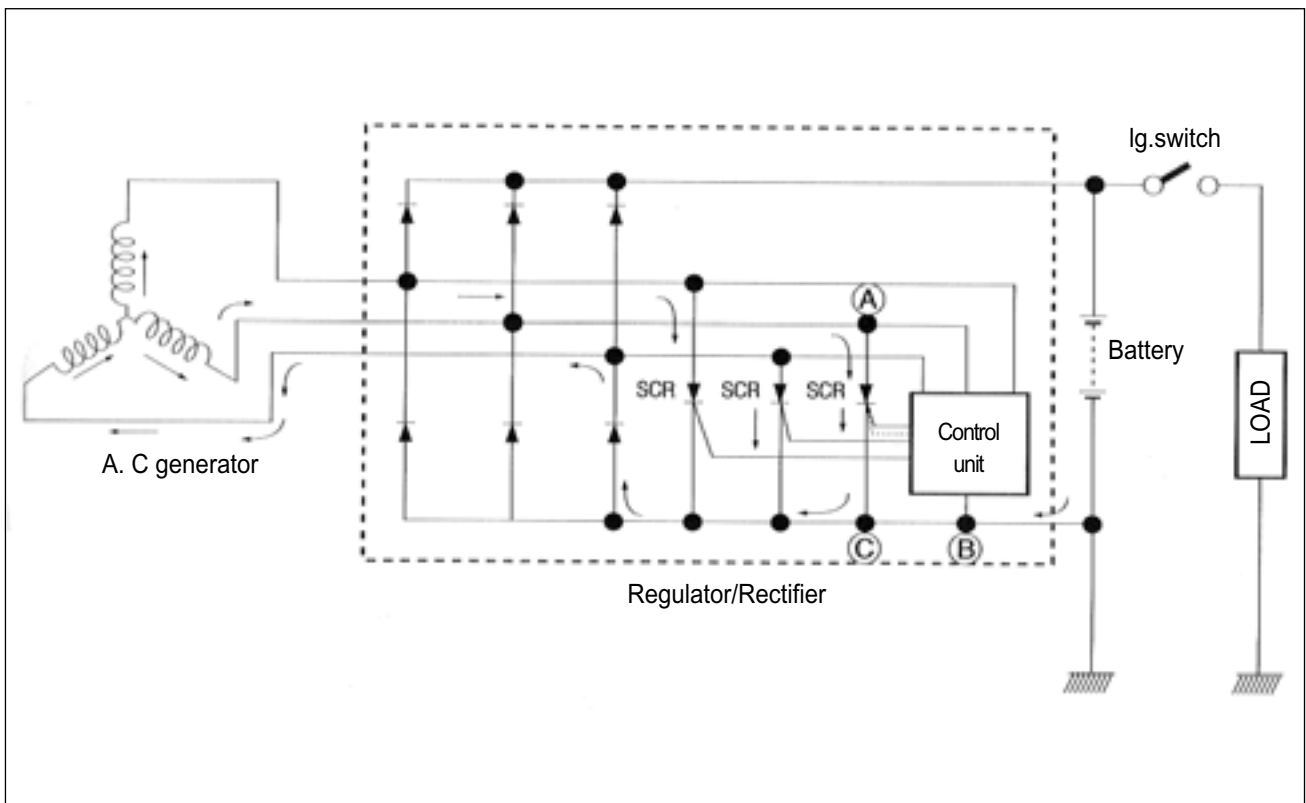 Ig.switch
A
SCR
SCR
SCR
Battery
LOAD
Control
unit
A. C generator
C
B
Regulator/Rectifier